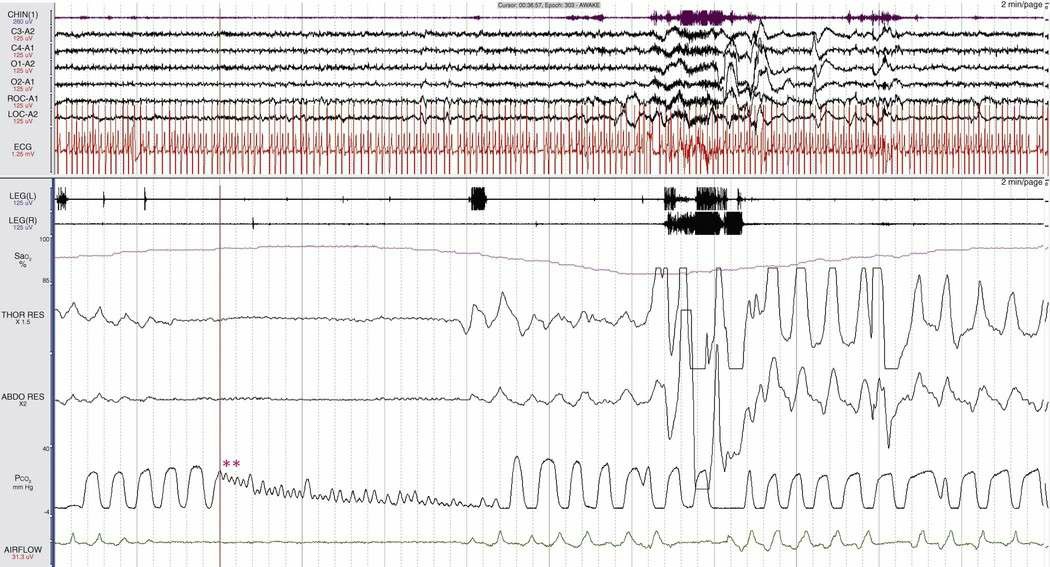 Cursor: 00:36:57, Epoch: 303 - AWAKE
2 min/page
CHIN(1)
260 uV
C3-A2
125 uV
C4-A1
125 uV
O1-A2
125 uV
O2-A1
125 uV
ROC-A1
125 uV
LOC-A2
125 uV
ECG
1.25 mV
2 min/page
LEG(L)
125 uV
LEG(R)
125 uV
100
SaO₂
%
85
THOR RES
X 1.5
ABDO RES
X2
40
**
PCO₂
mm Hg
-4
AIRFLOW
31.3 uV